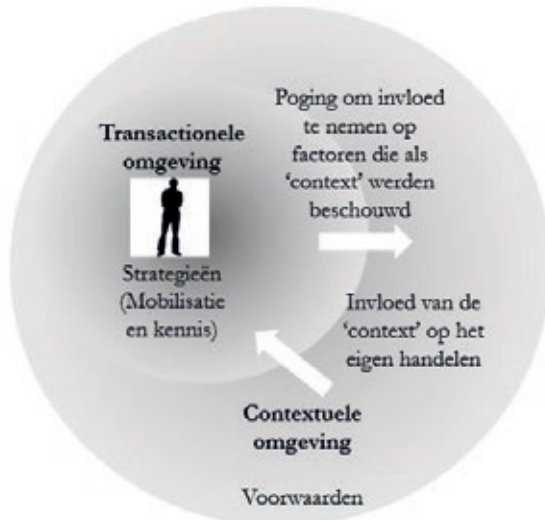 Transactionele
omgeving
Strategieën
(Mobilisatie
en kennis)
Poging om invloed
te nemen op
factoren die als
‘context’ werden
beschouwd
Invloed van de
‘context’ op het
eigen handelen
Contextuele
omgeving
Voorwaarden